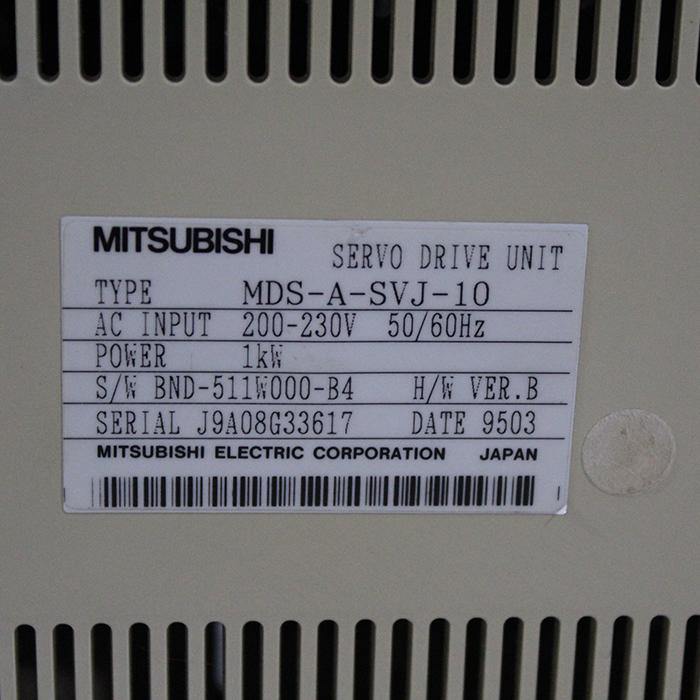 MITSUBISHI
SERVO DRIVE UNIT
TYPE MDS-A-SVJ-10
AC INPUT 200-230V 50/60Hz
POWER 1kW
S/W BND-511W000-B4 H/W VER.B
SERIAL J9A08G33617 DATE 9503
MITSUBISHI ELECTRIC CORPORATION JAPAN